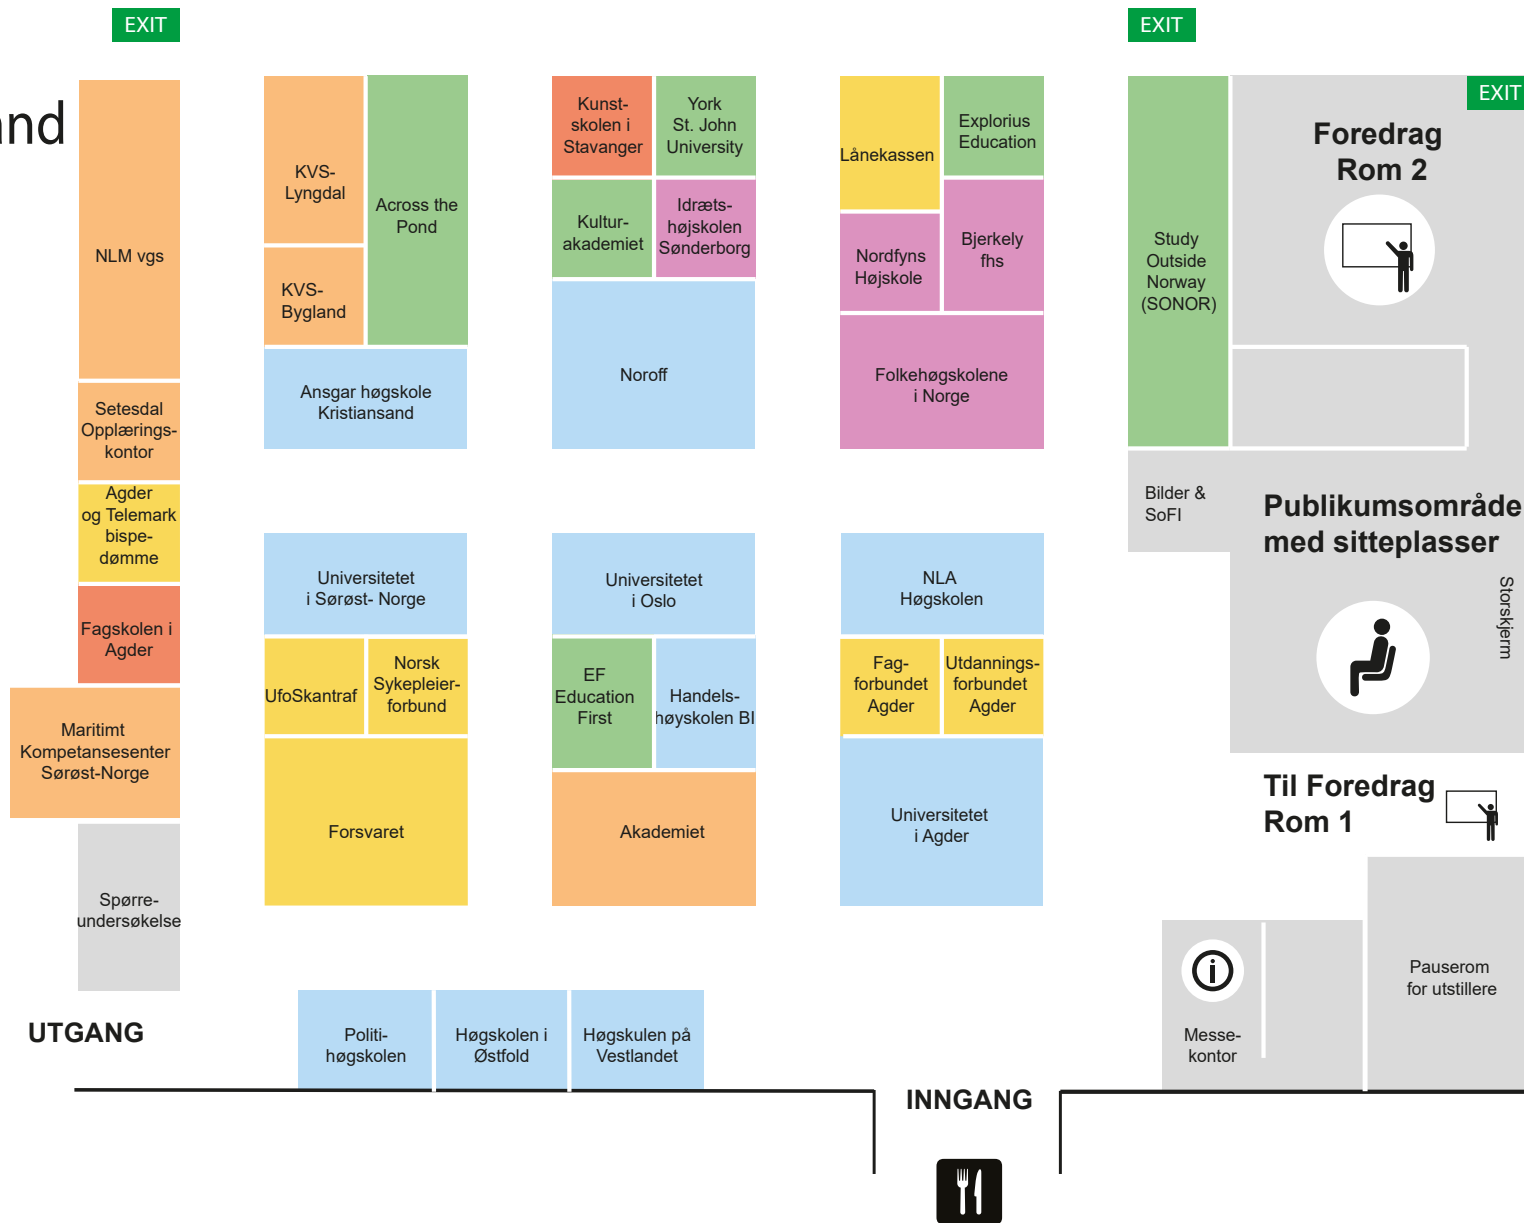 EXIT
EXIT
EXIT
and
NLM vgs
Setesdal
Opplærings-
kontor
Agder
og Telemark
bispe-
dømme
Fagskolen i
Agder
Maritimt
Kompetansesenter
Sørøst-Norge
Spørre-
undersøkelse
UTGANG
KVS-
Lyngdal
Across the
Pond
KVS-
Bygland
Ansgar høgskole
Kristiansand
Kunst-
skolen i
Stavanger
York
St. John
University
Kultur-
akademiet
Idræts-
højskolen
Sønderborg
Noroff
Lånekassen
Explorius
Education
Nordfyns
Højskole
Bjerkely
fhs
Folkehøgskolene
i Norge
Study
Outside
Norway
(SONOR)
Foredrag
Rom 2
Bilder &
SoFI
Publikumsområde
med sitteplasser
Storskjerm
Universitetet
i Sørøst- Norge
UfoSkantraf
Norsk
Sykepleier-
forbund
Forsvaret
Universitetet
i Oslo
EF
Education
First
Handels-
høyskolen BI
Akademiet
NLA
Høgskolen
Fag-
forbundet
Agder
Utdannings-
forbundet
Agder
Universitetet
i Agder
Til Foredrag
Rom 1
Messe-
kontor
Pauserom
for utstillere
Politi-
høgskolen
Høgskolen i
Østfold
Høgskulen på
Vestlandet
INNGANG